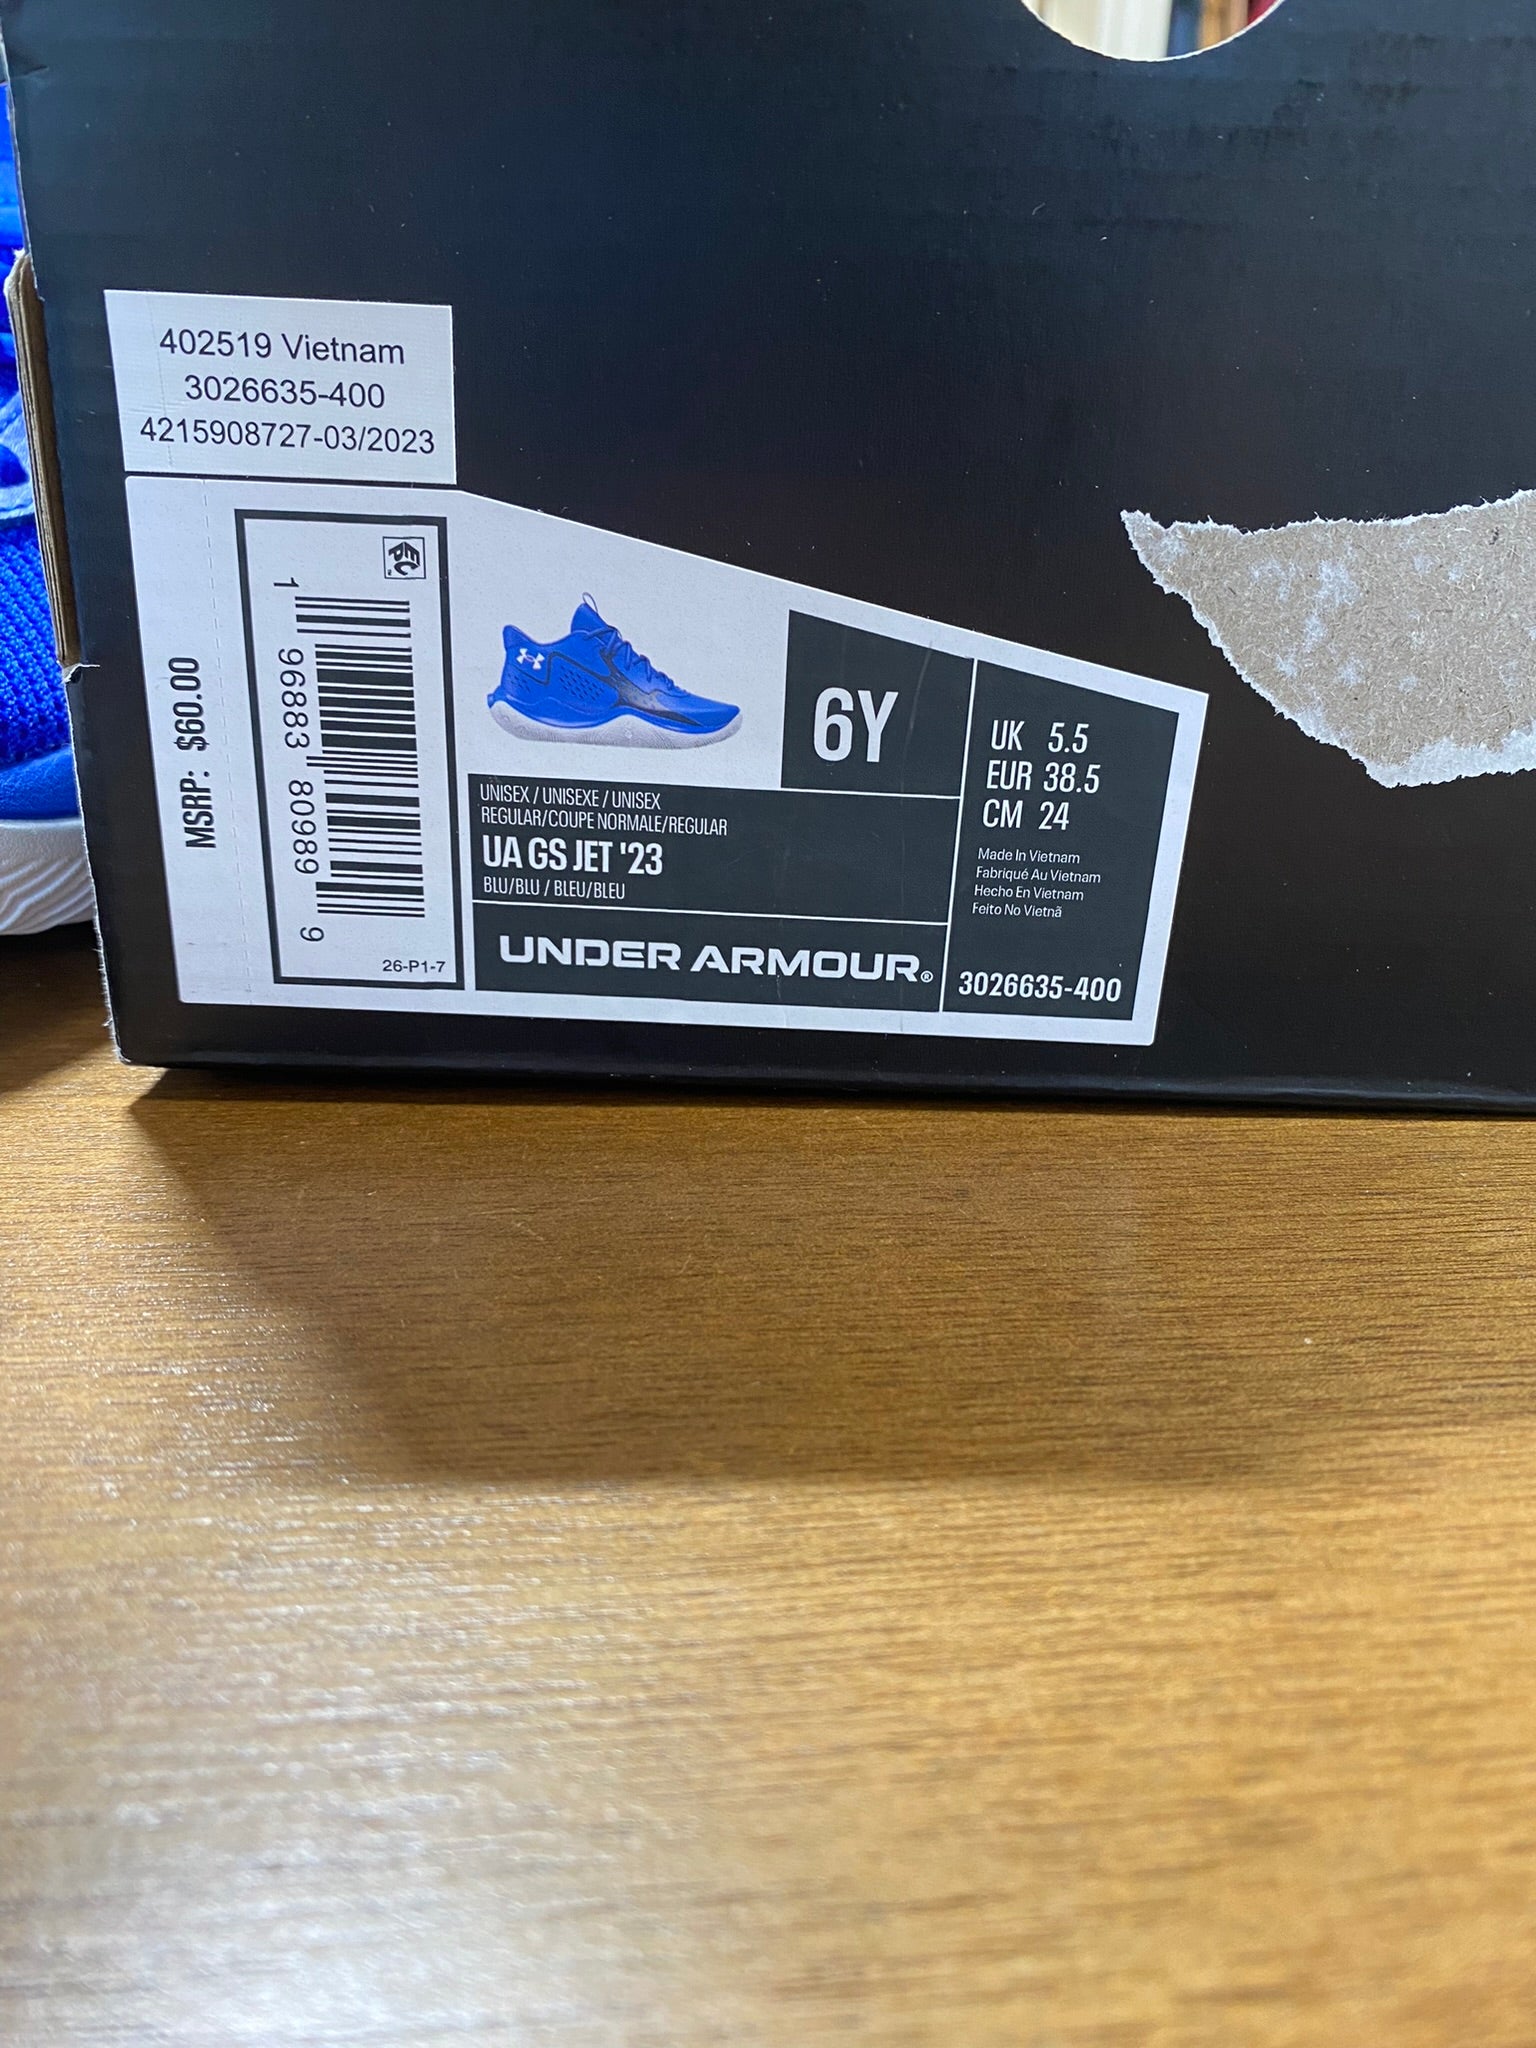 402519 Vietnam
3026635-400
4215908727-03/2023
MSRP: $60.00
1 96883 80989 9
EPC
26-P1-7
6Y
UK 5.5
EUR 38.5
CM 24
UNISEX / UNISEXE / UNISEX
REGULAR/COUPE NORMALE/REGULAR
UA GS JET '23
BLU/BLU / BLEU/BLEU
UNDER ARMOUR®
Made In Vietnam
Fabriqué Au Vietnam
Hecho En Vietnam
Feito No Vietnã
3026635-400